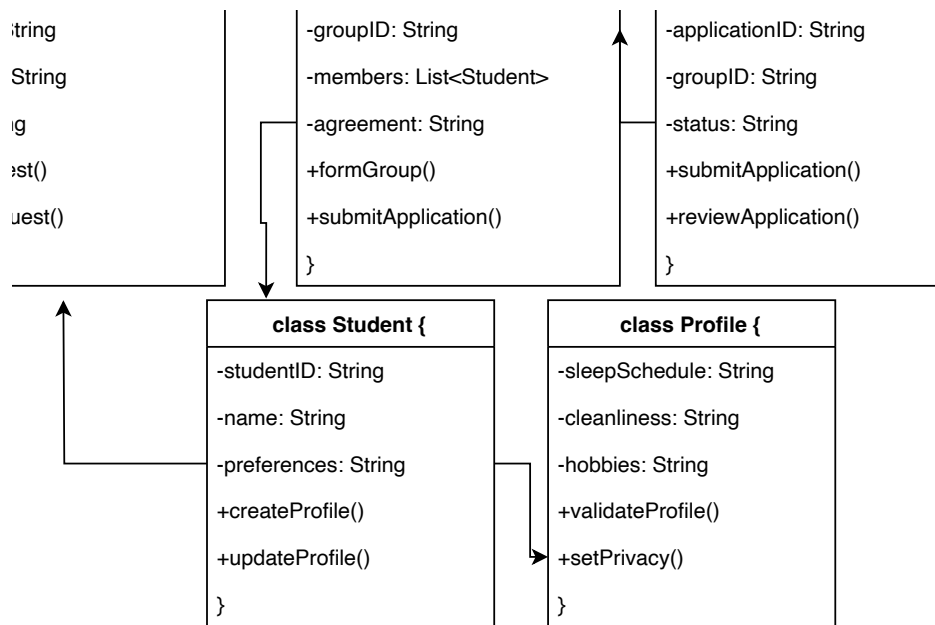 String
-groupID: String
-applicationID: String
String
-members: List<Student>
-groupID: String
-agreement: String
-status: String
+formGroup()
+submitApplication()
+submitApplication()
+reviewApplication()
}
}
class Student {
-studentID: String
-name: String
-preferences: String
+createProfile()
+updateProfile()
}
class Profile {
-sleepSchedule: String
-cleanliness: String
-hobbies: String
+validateProfile()
+setPrivacy()
}